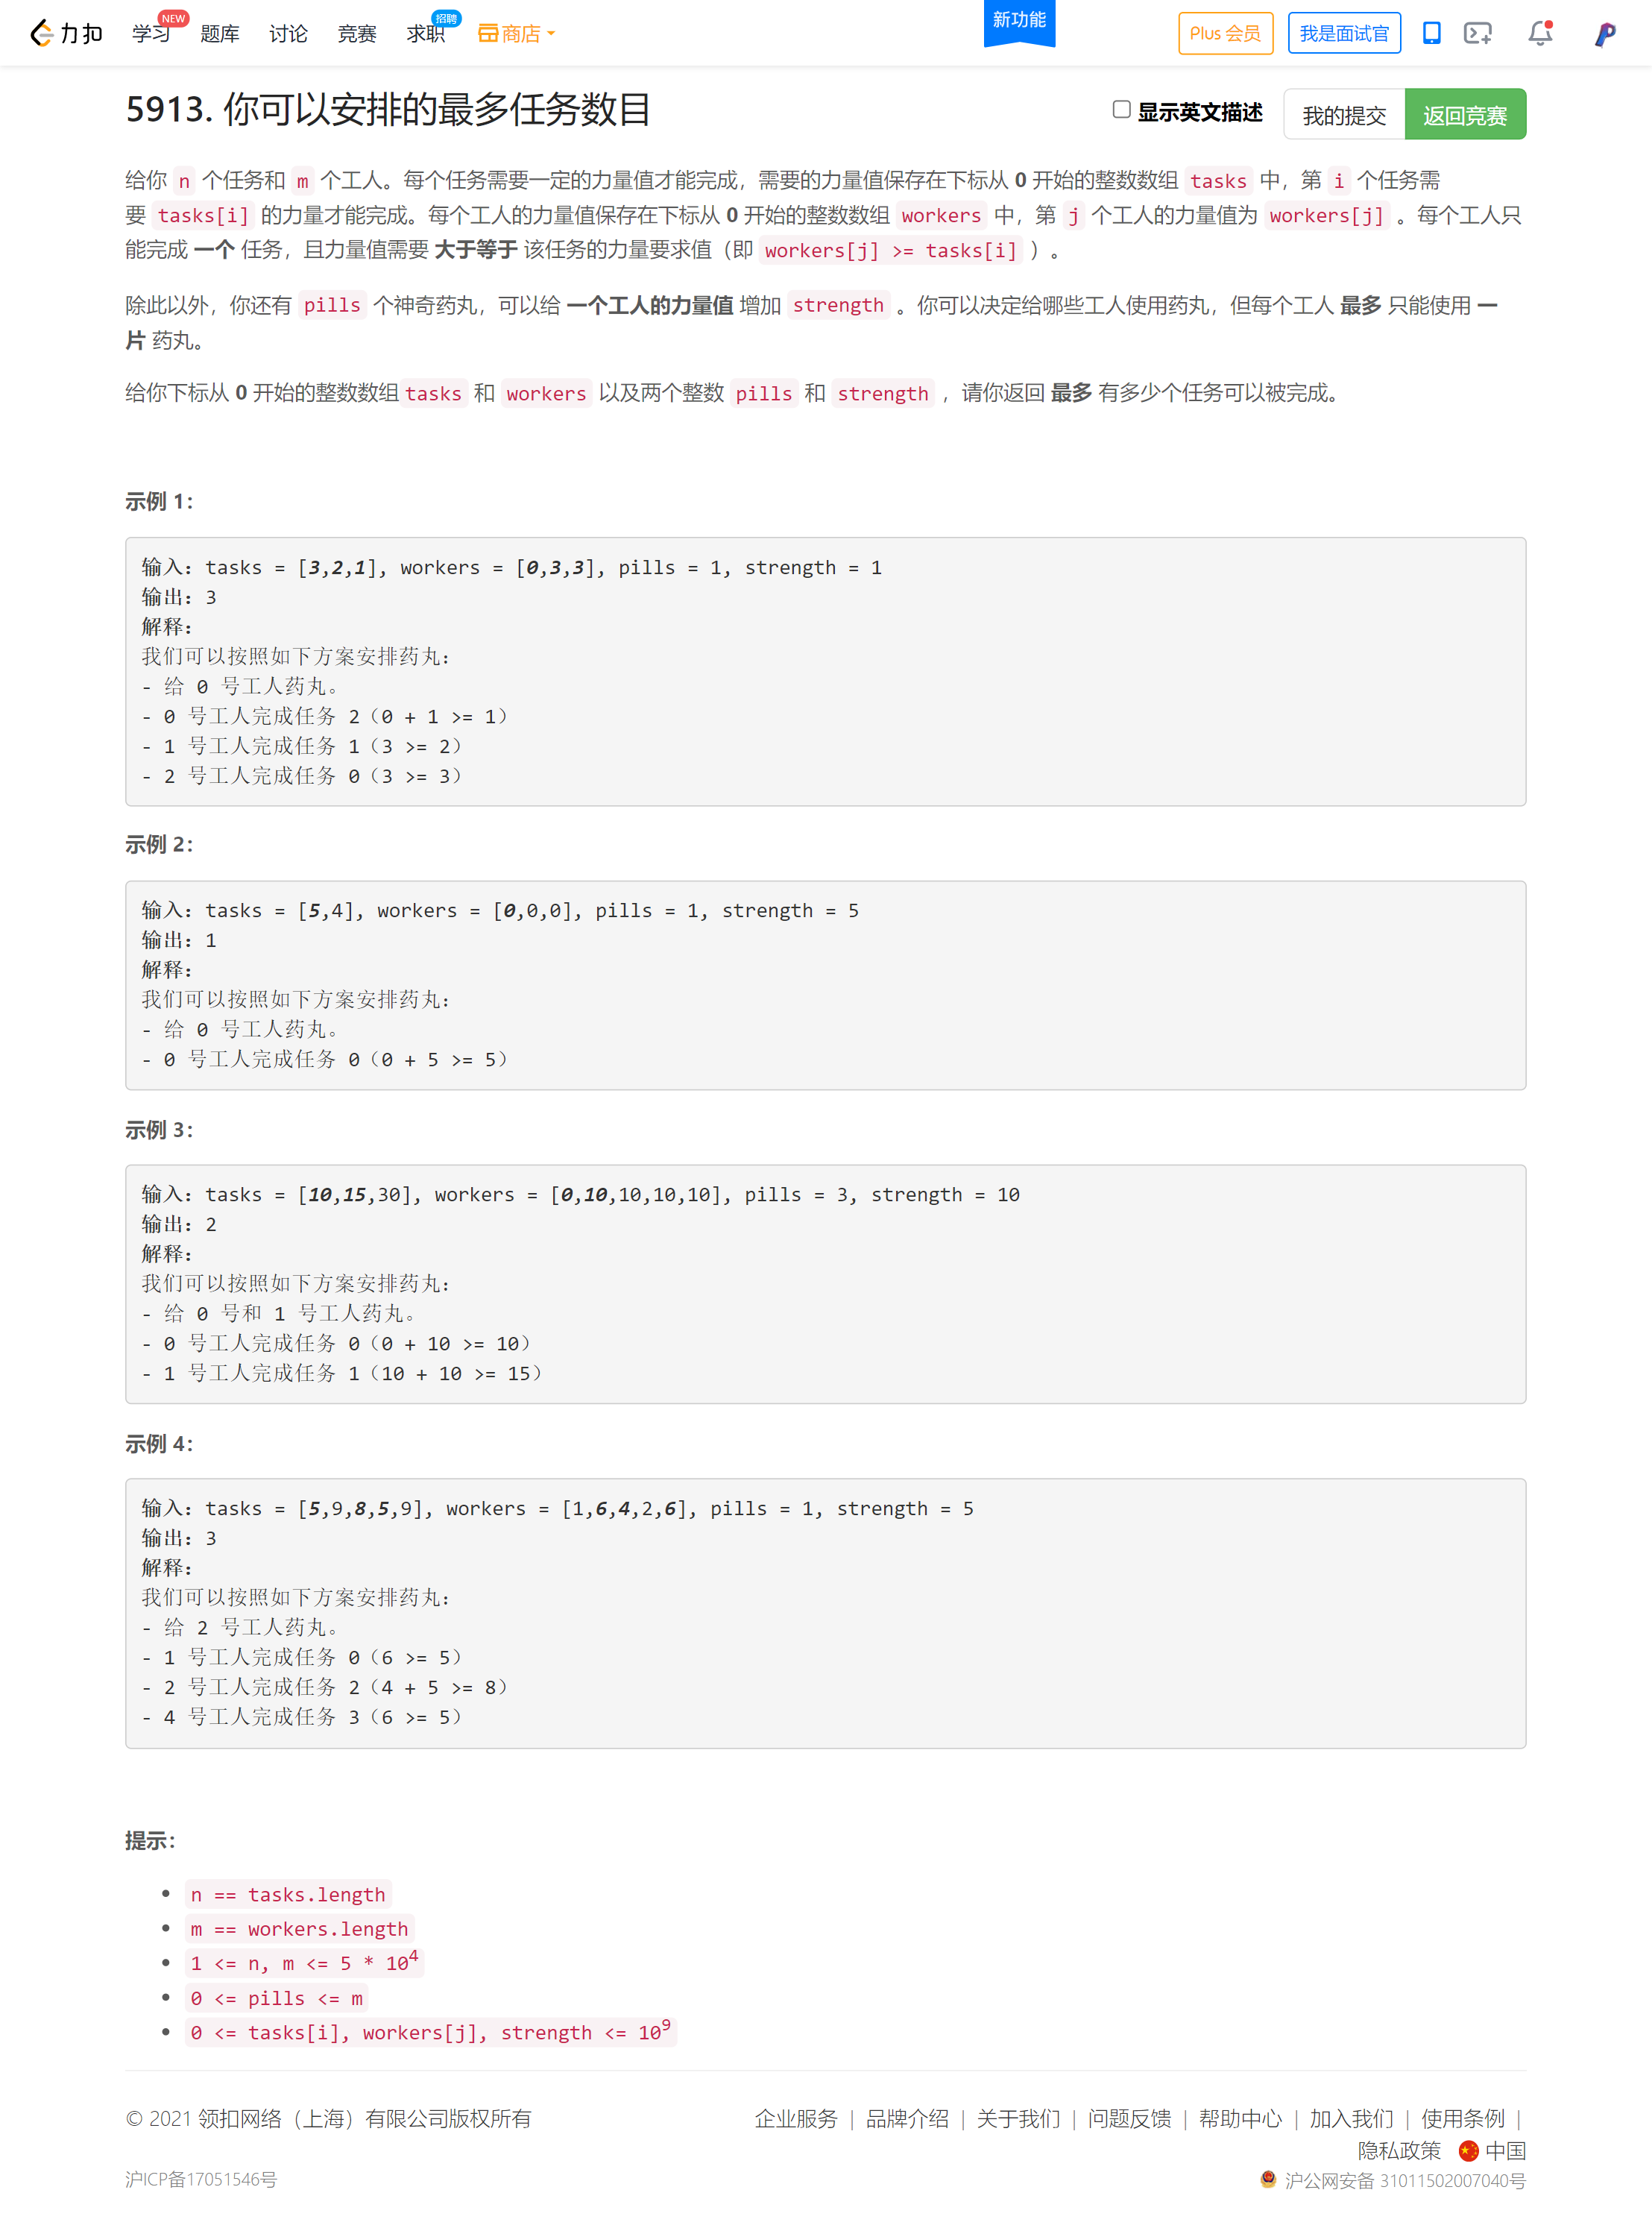 力扣 学习 NEW 题库 讨论 竞赛 求职 招聘 商店 新功能 Plus 会员 我是面试官
5913. 你可以安排的最多任务数目 显示英文描述 我的提交 返回竞赛
给你 n 个任务和 m 个工人。每个任务需要一定的力量值才能完成，需要的力量值保存在下标从 0 开始的整数数组 tasks 中，第 i 个任务需
要 tasks[i] 的力量才能完成。每个工人的力量值保存在下标从 0 开始的整数数组 workers 中，第 j 个工人的力量值为 workers[j] 。每个工人只
能完成 一个 任务，且力量值需要 大于等于 该任务的力量要求值（即 workers[j] >= tasks[i] ）。
除此以外，你还有 pills 个神奇药丸，可以给 一个工人的力量值 增加 strength 。你可以决定给哪些工人使用药丸，但每个工人 最多 只能使用 一
片 药丸。
给你下标从 0 开始的整数数组tasks 和 workers 以及两个整数 pills 和 strength ，请你返回 最多 有多少个任务可以被完成。
示例 1：
输入：tasks = [3,2,1], workers = [0,3,3], pills = 1, strength = 1
输出：3
解释：
我们可以按照如下方案安排药丸：
- 给 0 号工人药丸。
- 0 号工人完成任务 2（0 + 1 >= 1）
- 1 号工人完成任务 1（3 >= 2）
- 2 号工人完成任务 0（3 >= 3）
示例 2：
输入：tasks = [5,4], workers = [0,0,0], pills = 1, strength = 5
输出：1
解释：
我们可以按照如下方案安排药丸：
- 给 0 号工人药丸。
- 0 号工人完成任务 0（0 + 5 >= 5）
示例 3：
输入：tasks = [10,15,30], workers = [0,10,10,10,10], pills = 3, strength = 10
输出：2
解释：
我们可以按照如下方案安排药丸：
- 给 0 号和 1 号工人药丸。
- 0 号工人完成任务 0（0 + 10 >= 10）
- 1 号工人完成任务 1（10 + 10 >= 15）
示例 4：
输入：tasks = [5,9,8,5,9], workers = [1,6,4,2,6], pills = 1, strength = 5
输出：3
解释：
我们可以按照如下方案安排药丸：
- 给 2 号工人药丸。
- 1 号工人完成任务 0（6 >= 5）
- 2 号工人完成任务 2（4 + 5 >= 8）
- 4 号工人完成任务 3（6 >= 5）
提示：
• n == tasks.length
• m == workers.length
• 1 <= n, m <= 5 * 10⁴
• 0 <= pills <= m
• 0 <= tasks[i], workers[j], strength <= 10⁹
© 2021 领扣网络（上海）有限公司版权所有 企业服务 | 品牌介绍 | 关于我们 | 问题反馈 | 帮助中心 | 加入我们 | 使用条例 |
隐私政策 中国
沪ICP备17051546号 沪公网安备 31011502007040号